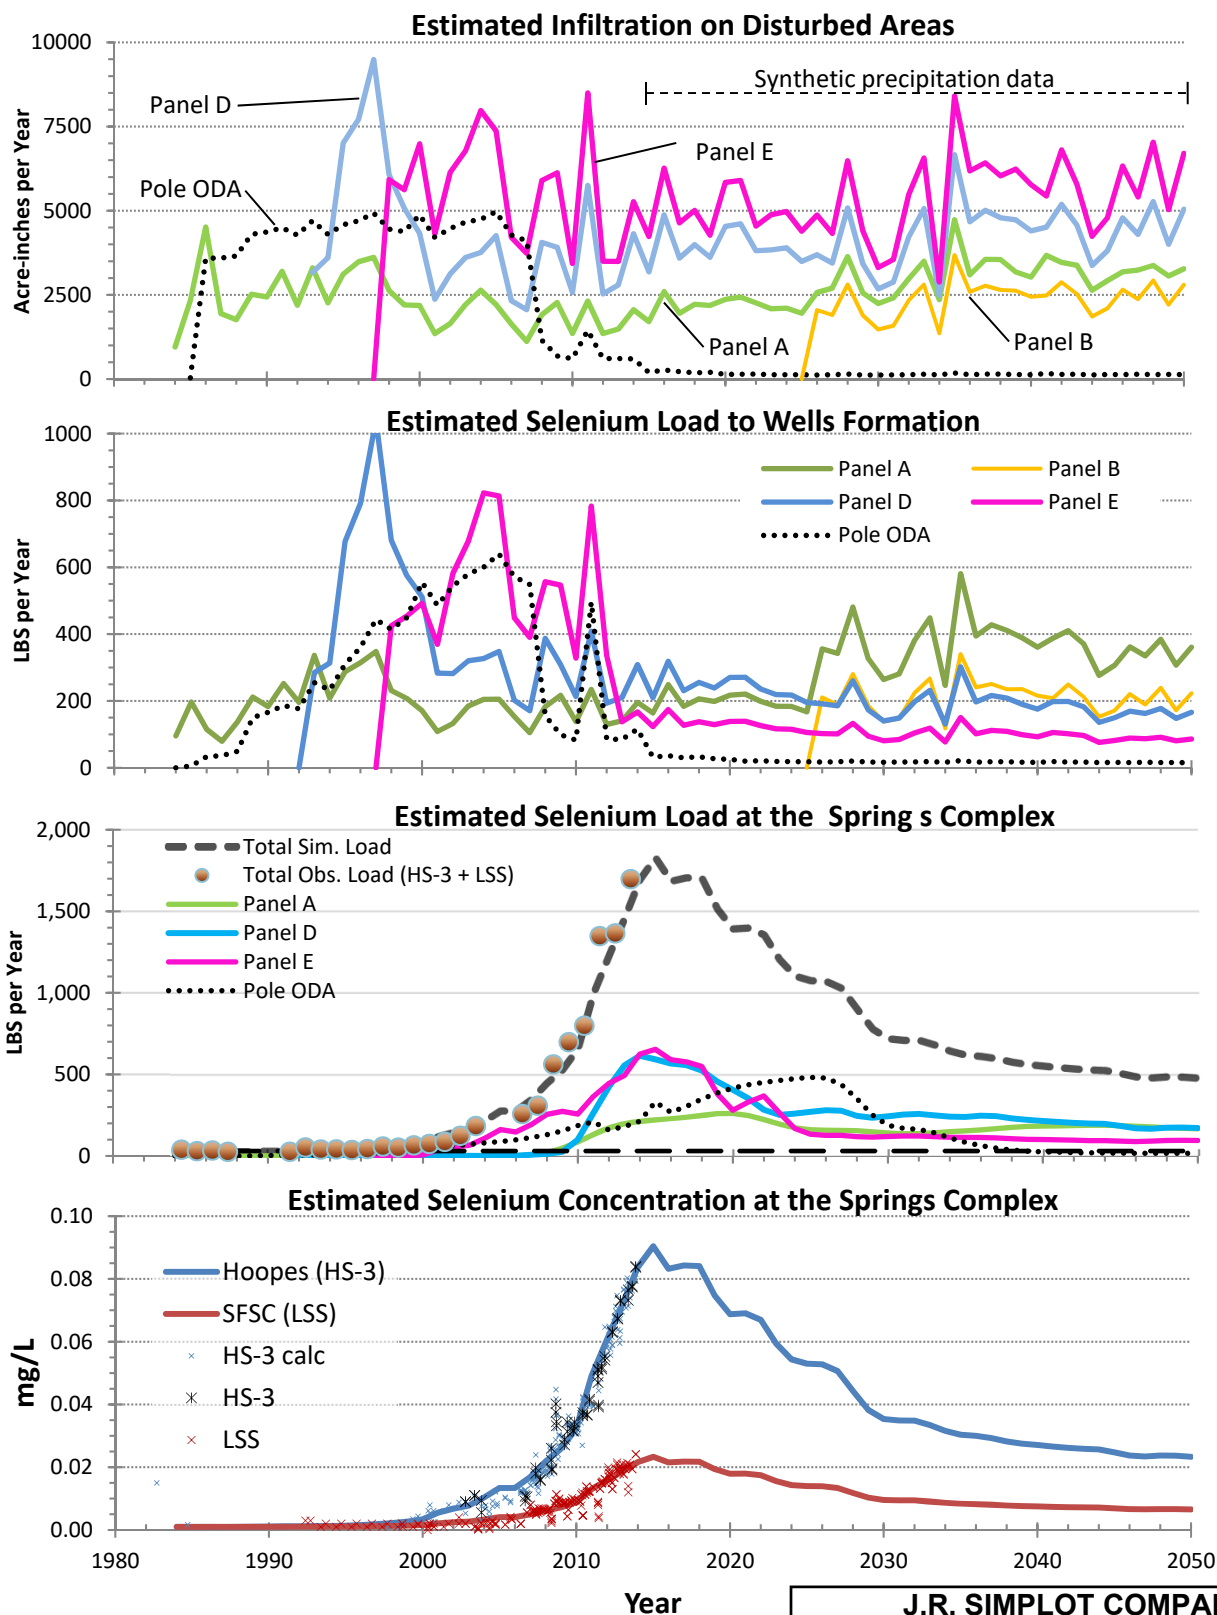 Estimated Infiltration on Disturbed Areas
10000
7500
5000
2500
0
Acre-inches per Year
Panel D
Pole ODA
Synthetic precipitation data
Panel E
Panel A
Panel B
Estimated Selenium Load to Wells Formation
1000
800
600
400
200
0
LBS per Year
Panel A
Panel B
Panel D
Panel E
Pole ODA
Estimated Selenium Load at the Spring s Complex
2,000
1,500
1,000
500
0
LBS per Year
Total Sim. Load
Total Obs. Load (HS-3 + LSS)
Panel A
Panel D
Panel E
Pole ODA
Estimated Selenium Concentration at the Springs Complex
0.10
0.08
0.06
0.04
0.02
0.00
mg/L
Hoopes (HS-3)
SFSC (LSS)
HS-3 calc
HS-3
LSS
1980 1990 2000 2010 2020 2030 2040 2050
Year
J.R. SIMPLOT COMPA